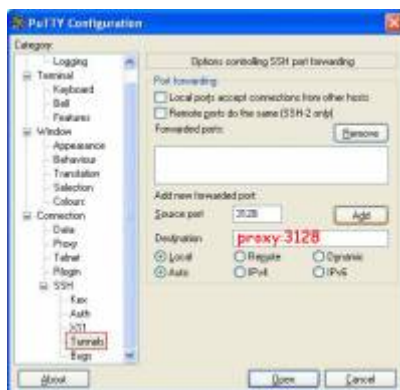 PuTTY Configuration
Category:
Logging
Terminal
Keyboard
Bell
Features
Window
Appearance
Behaviour
Translation
Selection
Colours
Connection
Data
Proxy
Telnet
Rlogin
SSH
Kex
Auth
X11
Tunnels
Bugs
Options controlling SSH port forwarding
Port forwarding
Local ports accept connections from other hosts
Remote ports do the same (SSH-2 only)
Forwarded ports:
Remove
Add new forwarded port:
Source port 3128 Add
Destination proxy:3128
Local Remote Dynamic
Auto IPv4 IPv6
About Open Cancel